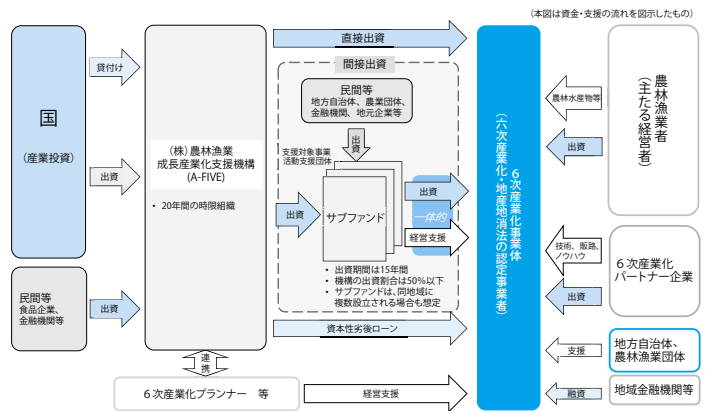 （本図は資金・支援の流れを図示したもの）
国
（産業投資）
貸付け
出資
民間等
食品企業、
金融機関等
出資
（株）農林漁業
成長産業化支援機構
(A-FIVE)
・ 20年間の時限組織
直接出資
間接出資
民間等
地方自治体、農業団体、
金融機関、地元企業等
出資
支援対象事業
活動支援団体
出資
サブファンド
出資
一体的
経営支援
・ 出資期間は15年間
・ 機構の出資割合は50％以下
・ サブファンドは、同地域に
複数設立される場合も想定
資本性劣後ローン
連携
６次産業化プランナー　等
経営支援
６次産業化事業体
（六次産業化・地産地消法の認定事業者）
農林漁業者
（主たる経営者）
農林水産物等
出資
技術、販路、
ノウハウ
出資
６次産業化
パートナー企業
支援
地方自治体、
農林漁業団体
融資
地域金融機関等